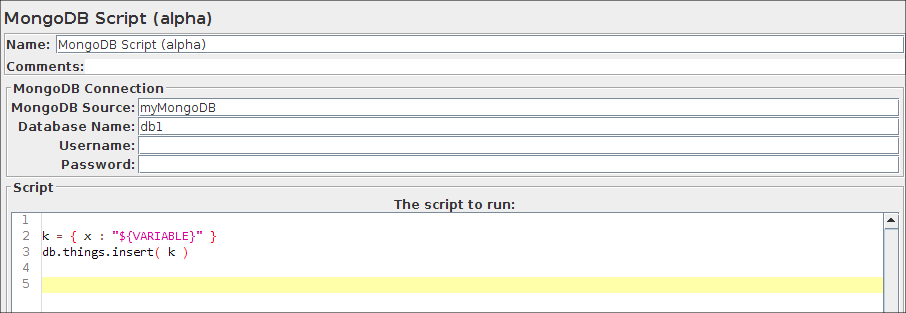 MongoDB Script (alpha)
Name: MongoDB Script (alpha)
Comments:
MongoDB Connection
MongoDB Source: myMongoDB
Database Name: db1
Username:
Password:
Script
The script to run:
1
2 k = { x : "${VARIABLE}" }
3 db.things.insert( k )
4
5